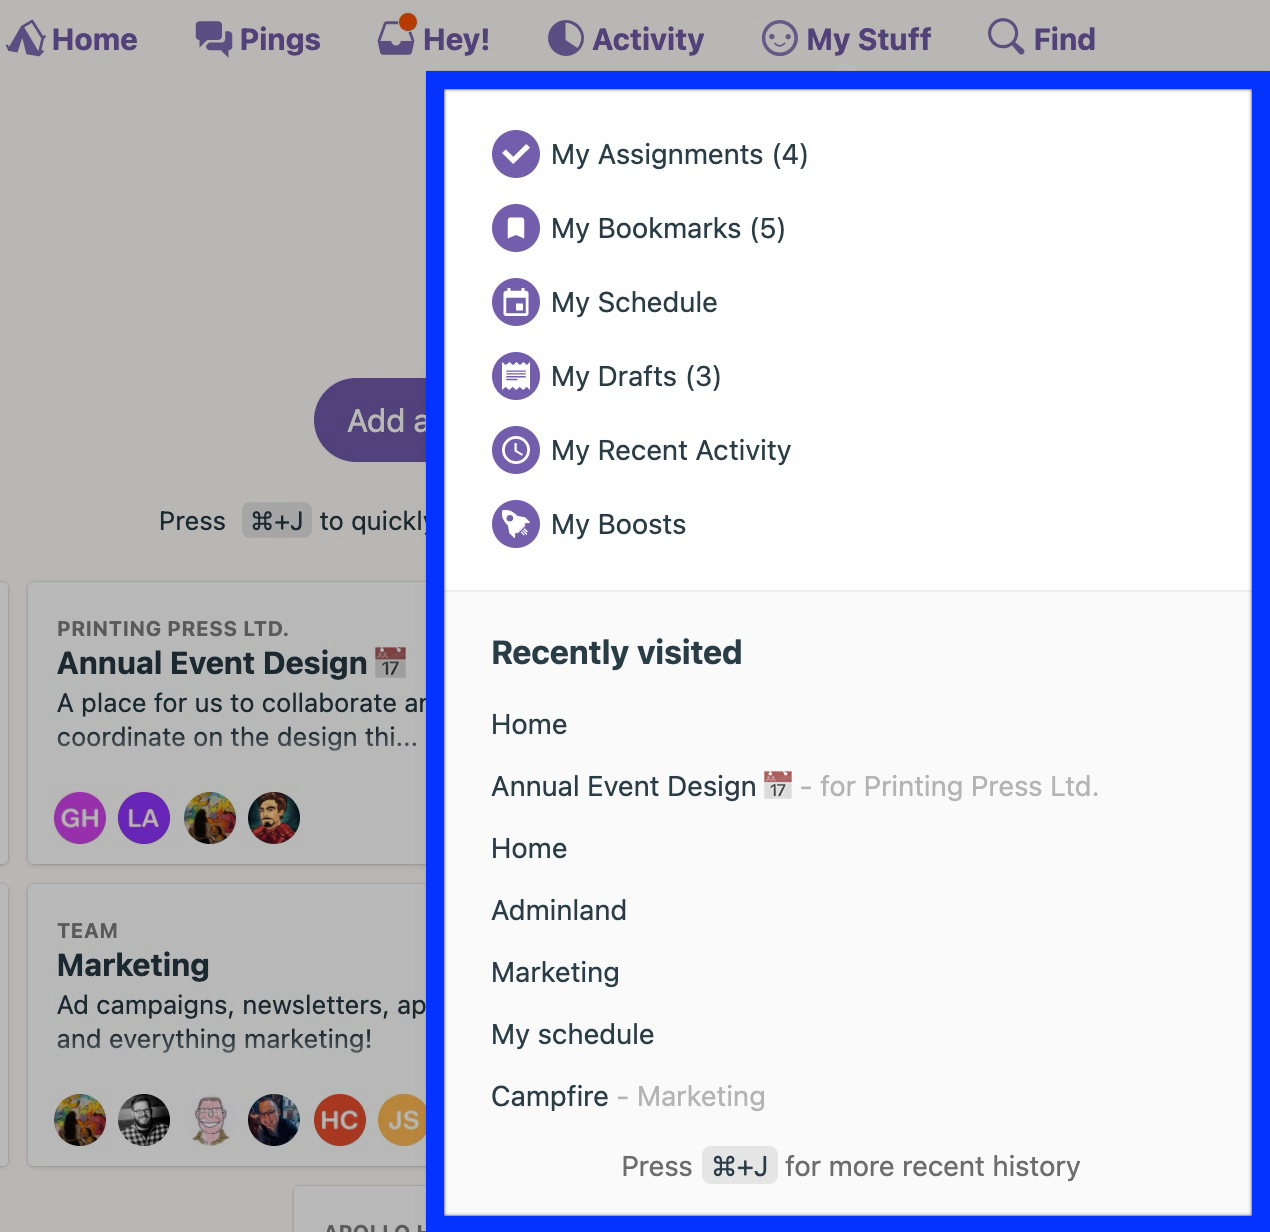 Home Pings Hey! Activity My Stuff Find
My Assignments (4)
My Bookmarks (5)
My Schedule
My Drafts (3)
My Recent Activity
My Boosts
Recently visited
Home
Annual Event Design 📅 - for Printing Press Ltd.
Home
Adminland
Marketing
My schedule
Campfire - Marketing
Press ⌘+J for more recent history
Add
Press ⌘+J to quickly
PRINTING PRESS LTD.
Annual Event Design 📅
A place for us to collaborate
coordinate on the design thi...
GH LA
TEAM
Marketing
Ad campaigns, newsletters,
and everything marketing!
HC JS
APOLLO